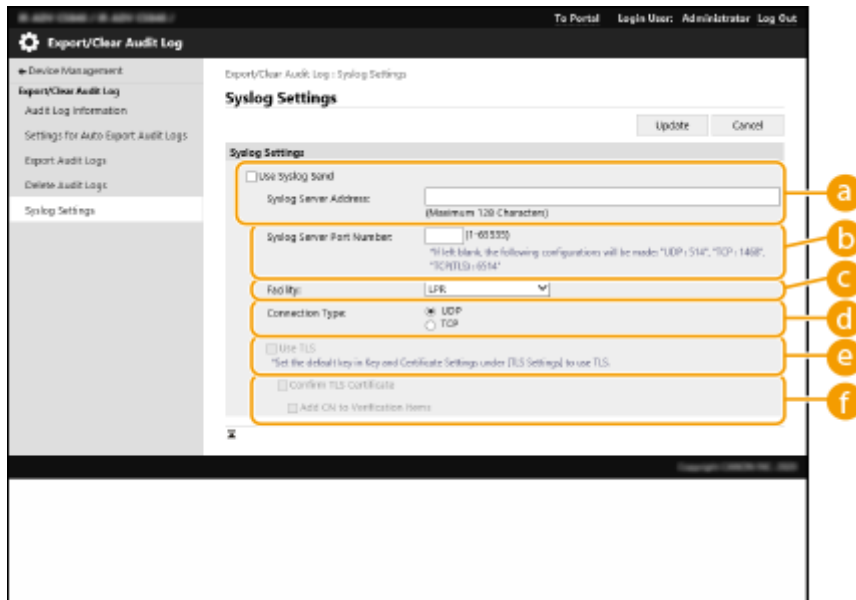 To Portal Login User: Administrator Log Out
Export/Clear Audit Log
Device Management
Export/Clear Audit Log : Syslog Settings
Export/Clear Audit Log
Syslog Settings
Audit Log Information
Update Cancel
Settings for Auto Export Audit Logs
Syslog Settings
Export Audit Logs
Use Syslog Send
Delete Audit Logs
Syslog Server Address:
(Maximum 128 Characters)
Syslog Settings
a
Syslog Server Port Number: (1-65535)
*If left blank, the following configurations will be made: "UDP : 514", "TCP : 1468",
"TCP(TLS) : 6514"
b
Facility: LPR
c
Connection Type: UDP
TCP
d
Use TLS
*Set the default key in Key and Certificate Settings under [TLS Settings] to use TLS.
e
Confirm TLS Certificate
Add CN to Verification Items
f